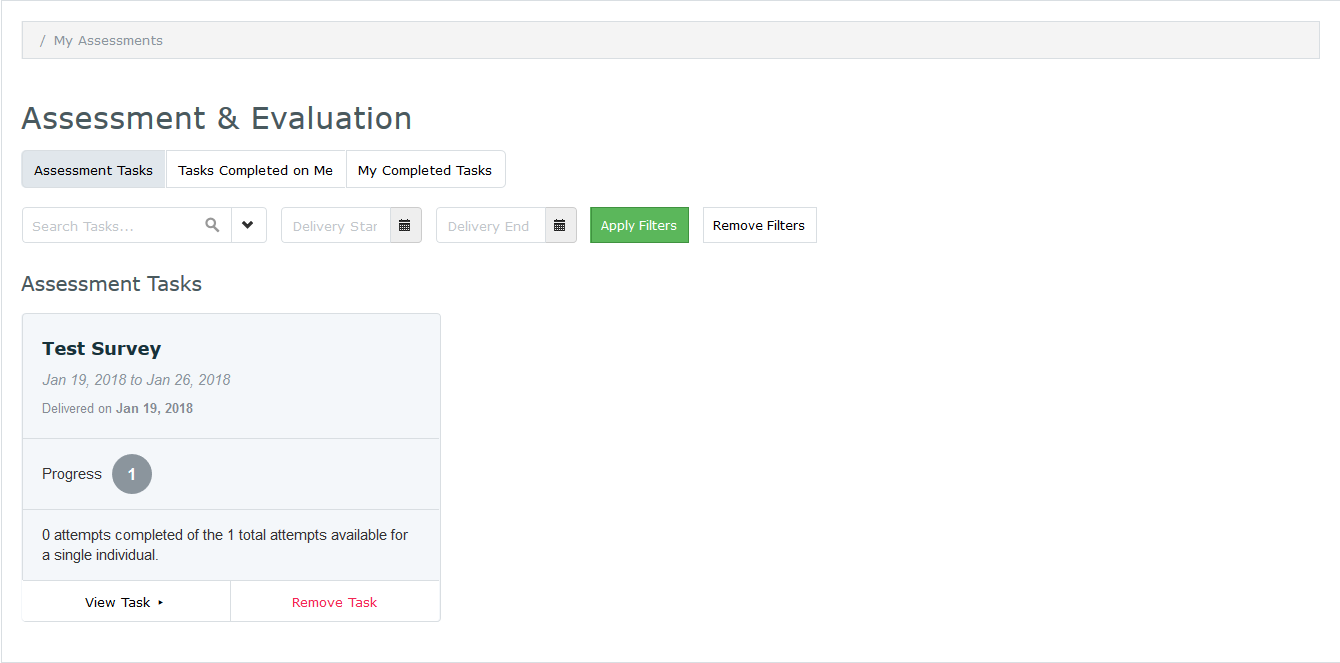 / My Assessments
Assessment & Evaluation
Assessment Tasks Tasks Completed on Me My Completed Tasks
Search Tasks... Delivery Star Delivery End Apply Filters Remove Filters
Assessment Tasks
Test Survey
Jan 19, 2018 to Jan 26, 2018
Delivered on Jan 19, 2018
Progress 1
0 attempts completed of the 1 total attempts available for
a single individual.
View Task Remove Task